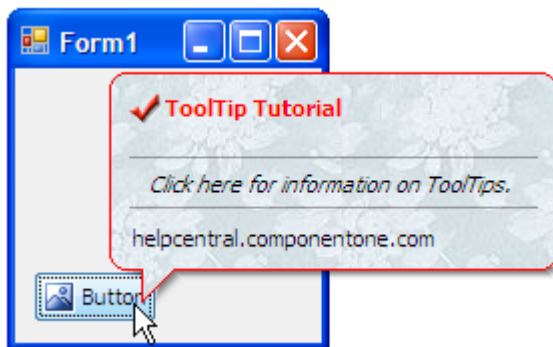 Form1
ToolTip Tutorial
Click here for information on ToolTips.
helpcentral.componentone.com
Button